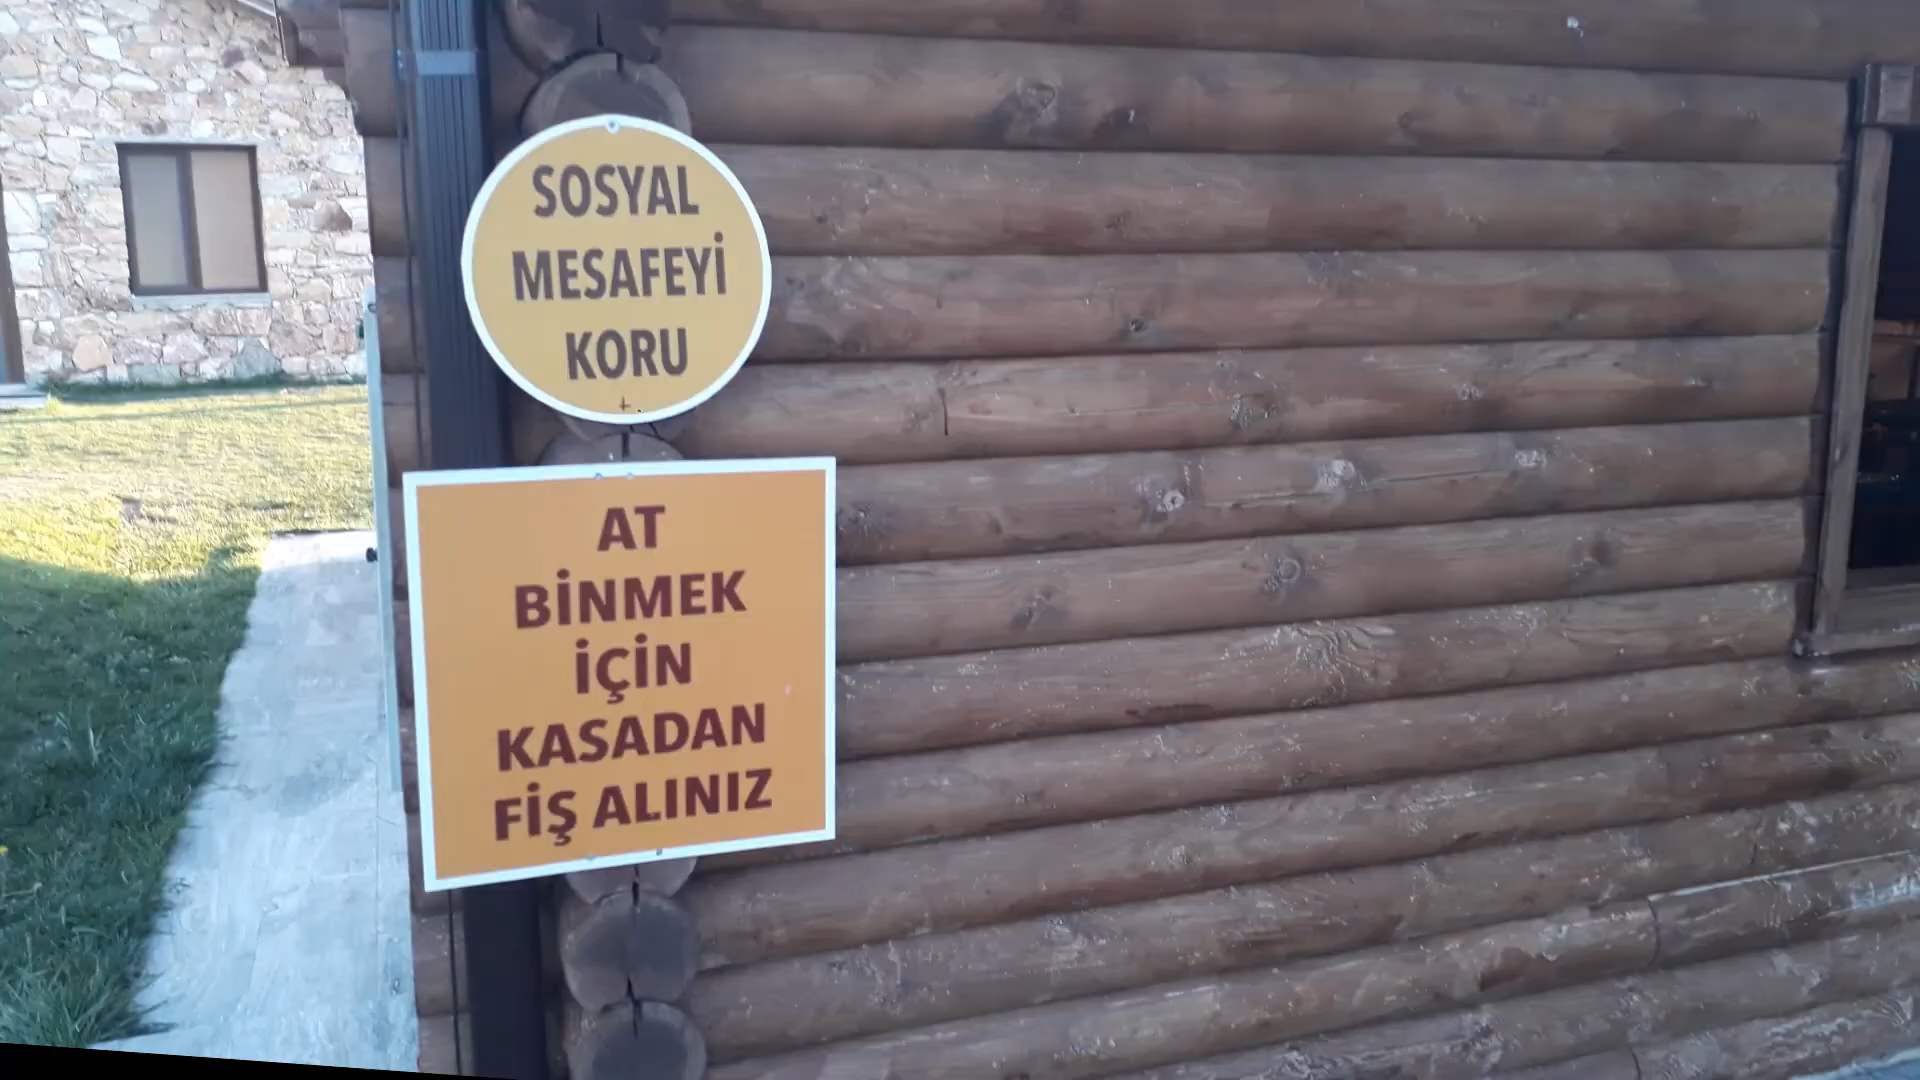 SOSYAL
MESAFEYİ
KORU
AT
BİNMEK
İÇİN
KASADAN
FİŞ ALINIZ